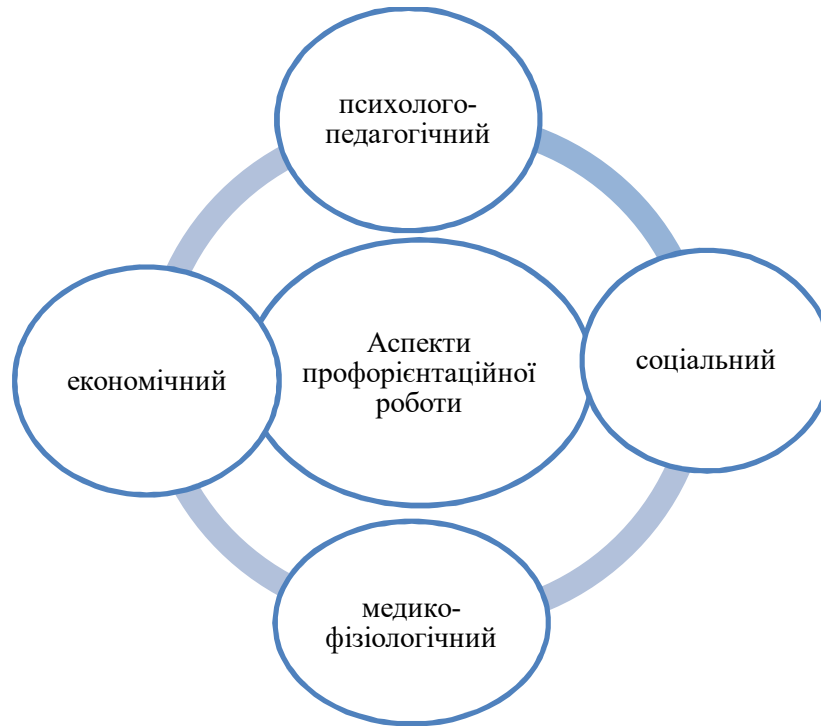 психолого-
педагогічний
Аспекти
профорієнтаційної
роботи
соціальний
економічний
медико-
фізіологічний